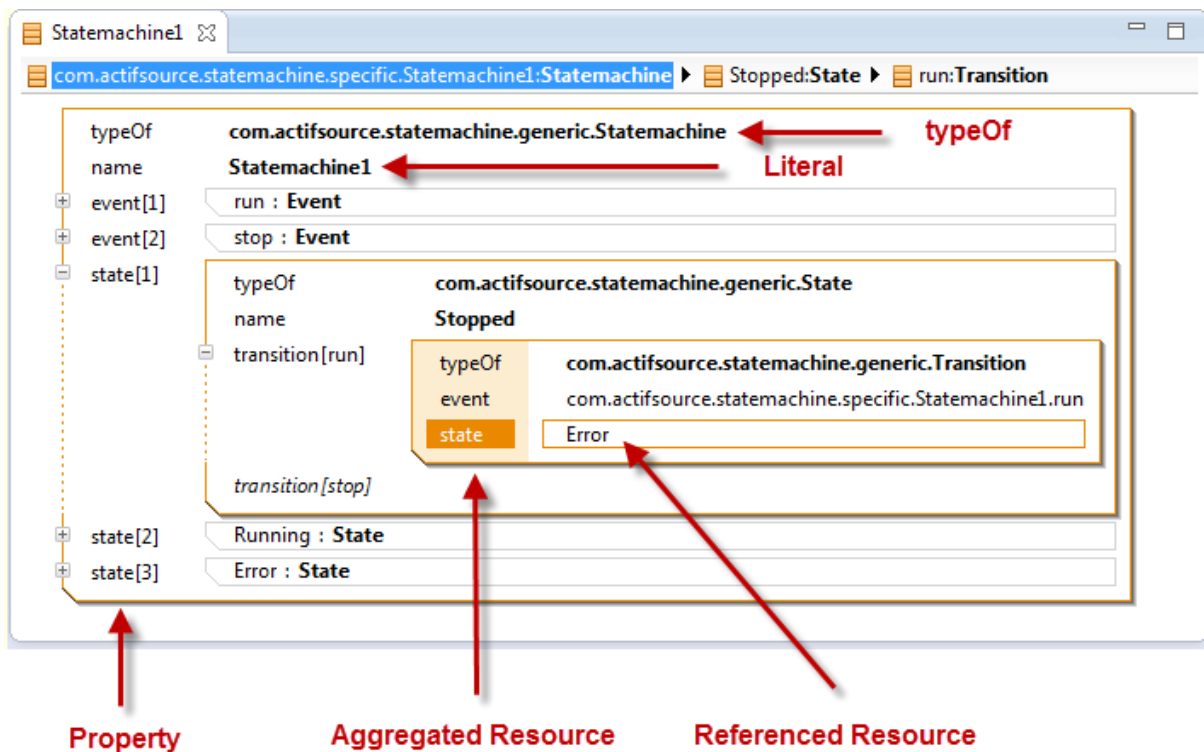 Statemachine1
com.actifsource.statemachine.specific.Statemachine1:Statemachine Stopped:State run:Transition
typeOf com.actifsource.statemachine.generic.Statemachine typeOf
name Statemachine1 Literal
event[1] run : Event
event[2] stop : Event
state[1]
typeOf com.actifsource.statemachine.generic.State
name Stopped
transition[run]
typeOf com.actifsource.statemachine.generic.Transition
event com.actifsource.statemachine.specific.Statemachine1.run
state Error
transition[stop]
state[2] Running : State
state[3] Error : State
Property Aggregated Resource Referenced Resource